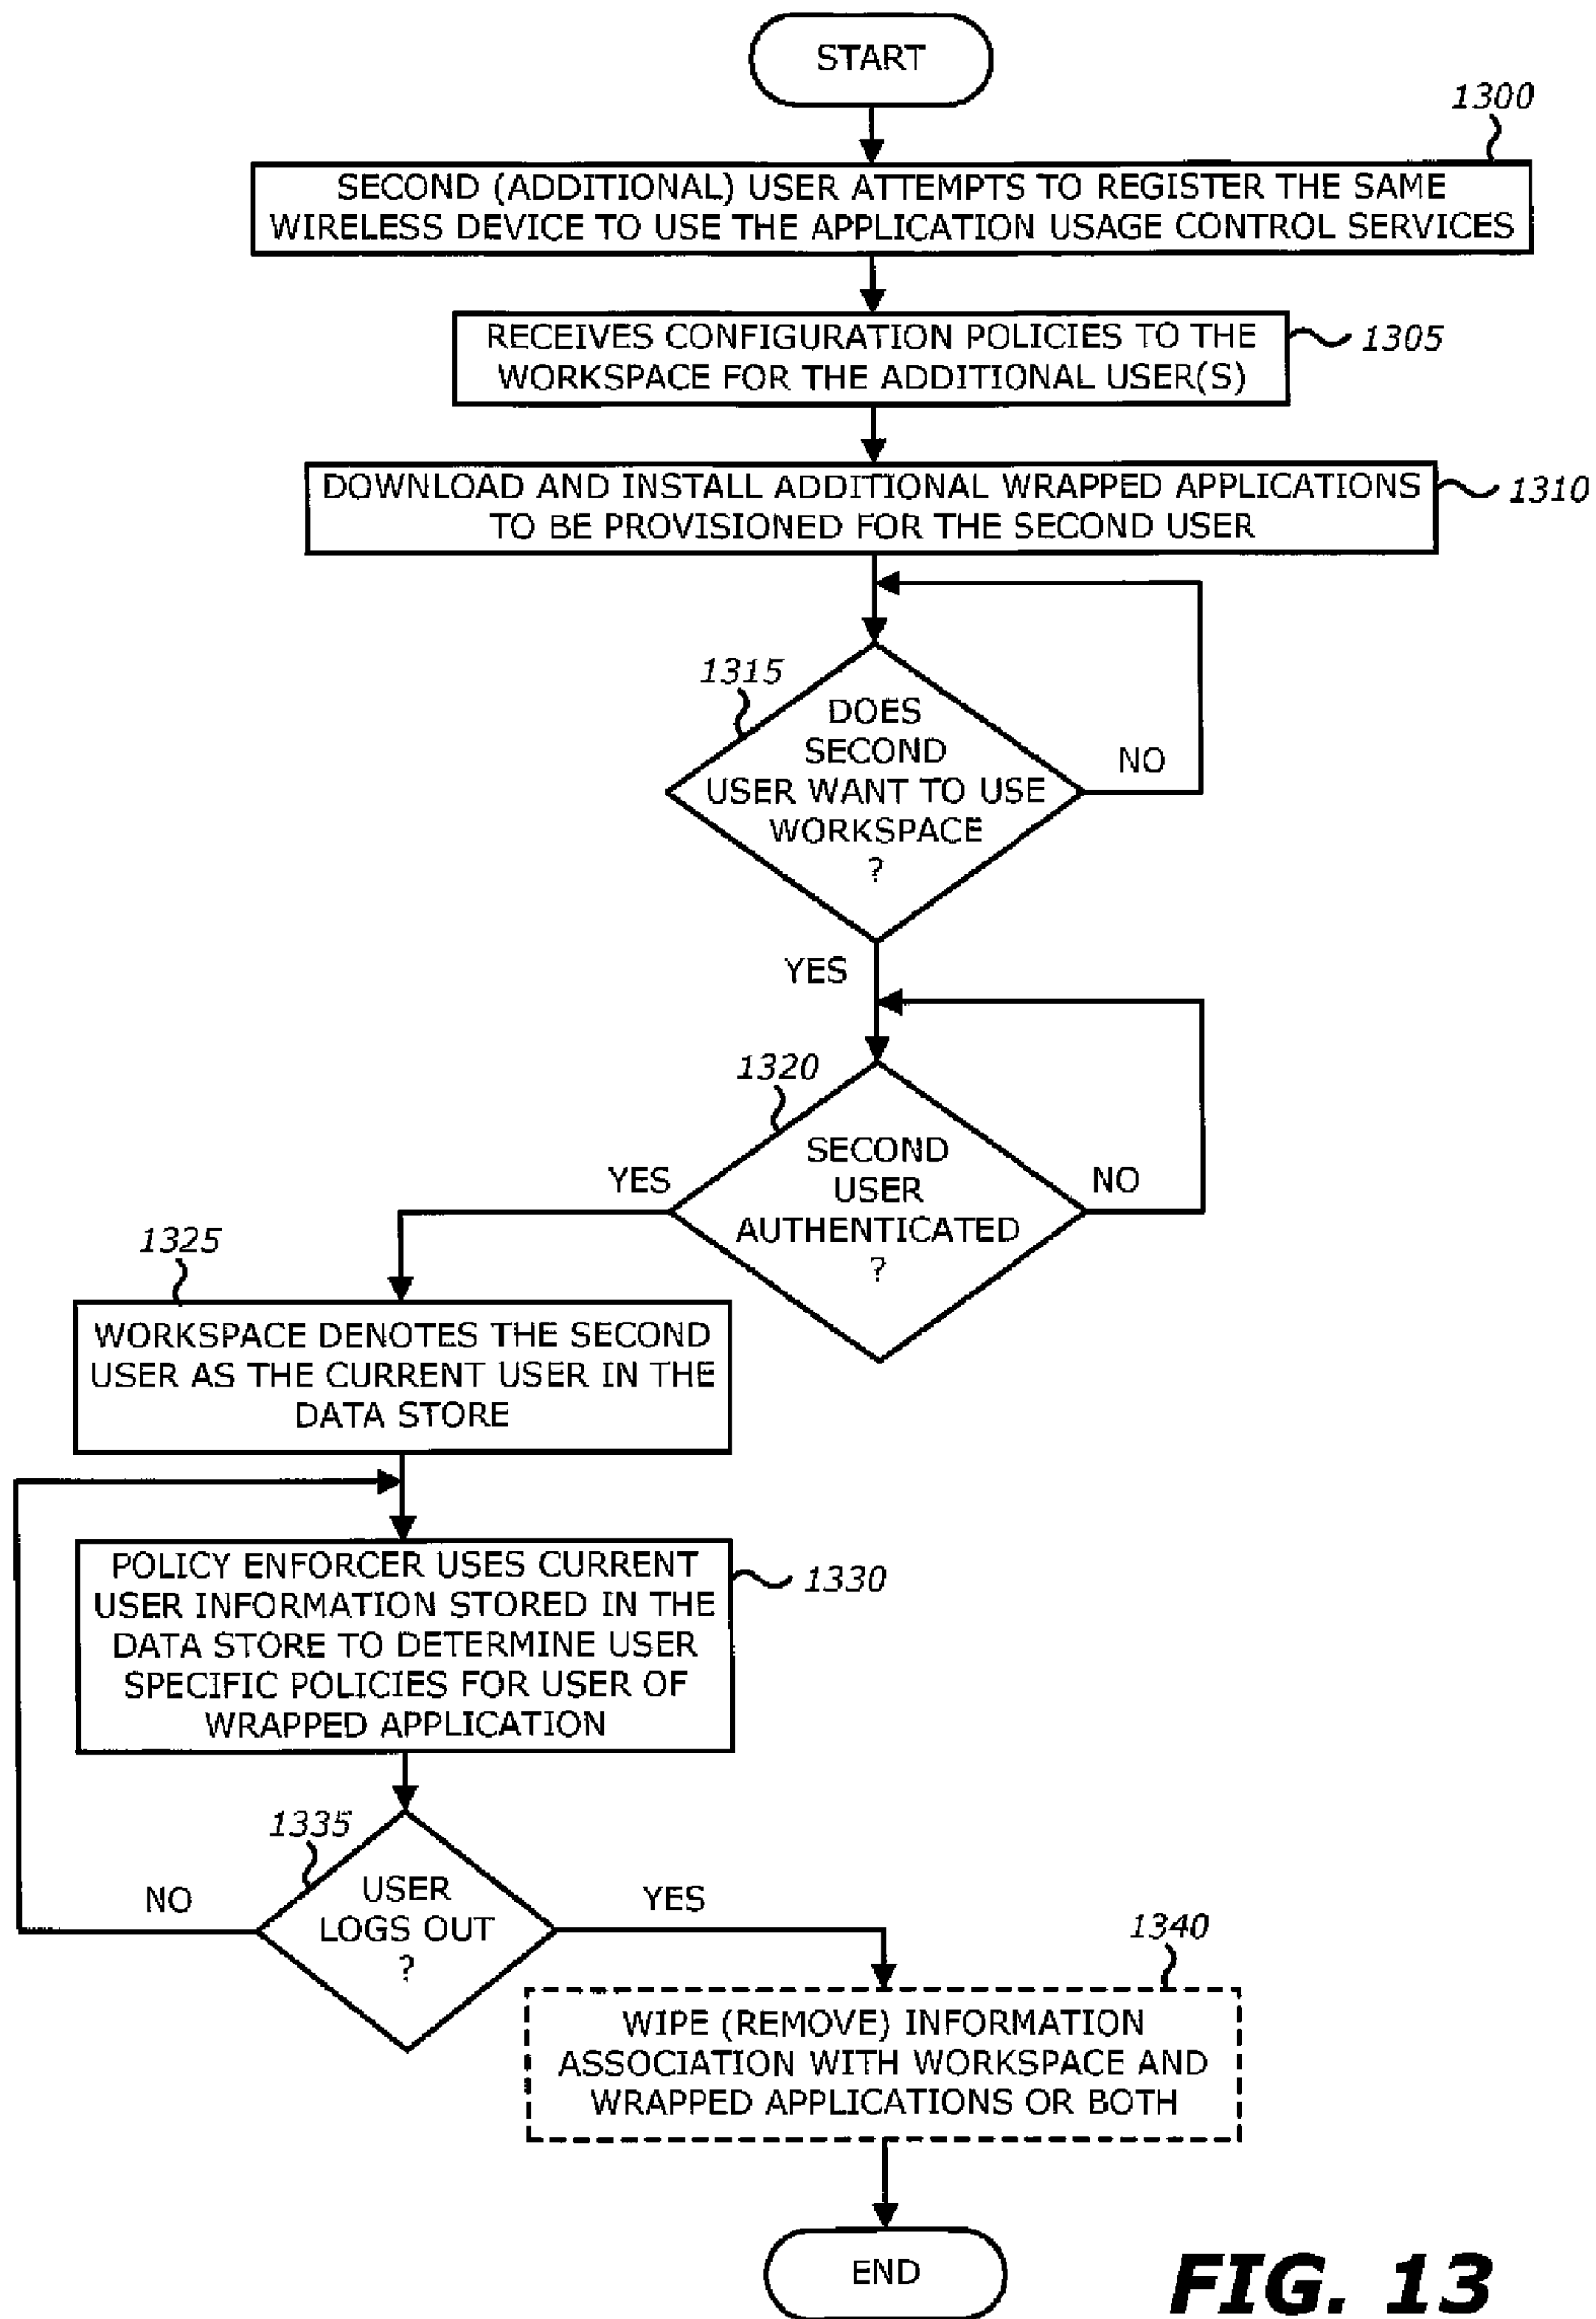 START
1300
SECOND (ADDITIONAL) USER ATTEMPTS TO REGISTER THE SAME
WIRELESS DEVICE TO USE THE APPLICATION USAGE CONTROL SERVICES
RECEIVES CONFIGURATION POLICIES TO THE
WORKSPACE FOR THE ADDITIONAL USER(S)
1305
DOWNLOAD AND INSTALL ADDITIONAL WRAPPED APPLICATIONS
TO BE PROVISIONED FOR THE SECOND USER
1310
1315
DOES
SECOND
USER WANT TO USE
WORKSPACE
?
NO
YES
1320
SECOND
USER
AUTHENTICATED
?
YES
NO
1325
WORKSPACE DENOTES THE SECOND
USER AS THE CURRENT USER IN THE
DATA STORE
POLICY ENFORCER USES CURRENT
USER INFORMATION STORED IN THE
DATA STORE TO DETERMINE USER
SPECIFIC POLICIES FOR USER OF
WRAPPED APPLICATION
1330
1335
USER
LOGS OUT
?
NO
YES
1340
WIPE (REMOVE) INFORMATION
ASSOCIATION WITH WORKSPACE AND
WRAPPED APPLICATIONS OR BOTH
END
FIG. 13